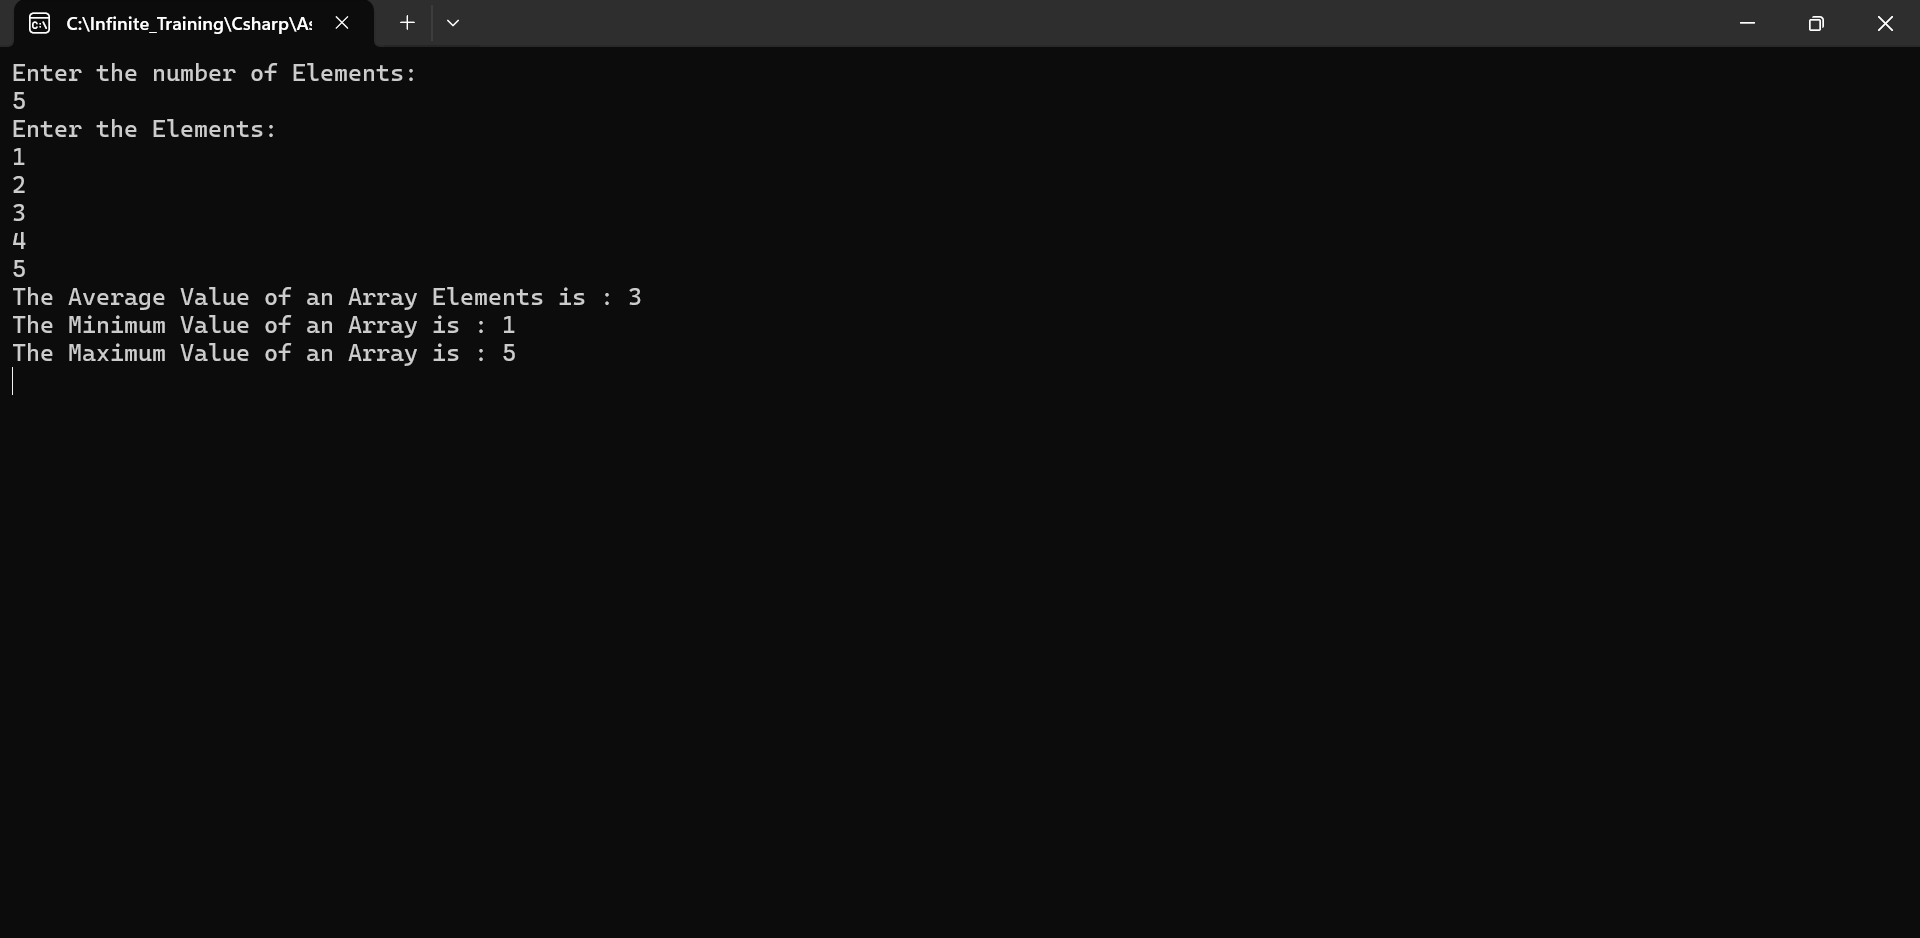 C:\Infinite_Training\Csharp\
Enter the number of Elements:
5
Enter the Elements:
1
2
3
4
5
The Average Value of an Array Elements is : 3
The Minimum Value of an Array is : 1
The Maximum Value of an Array is : 5